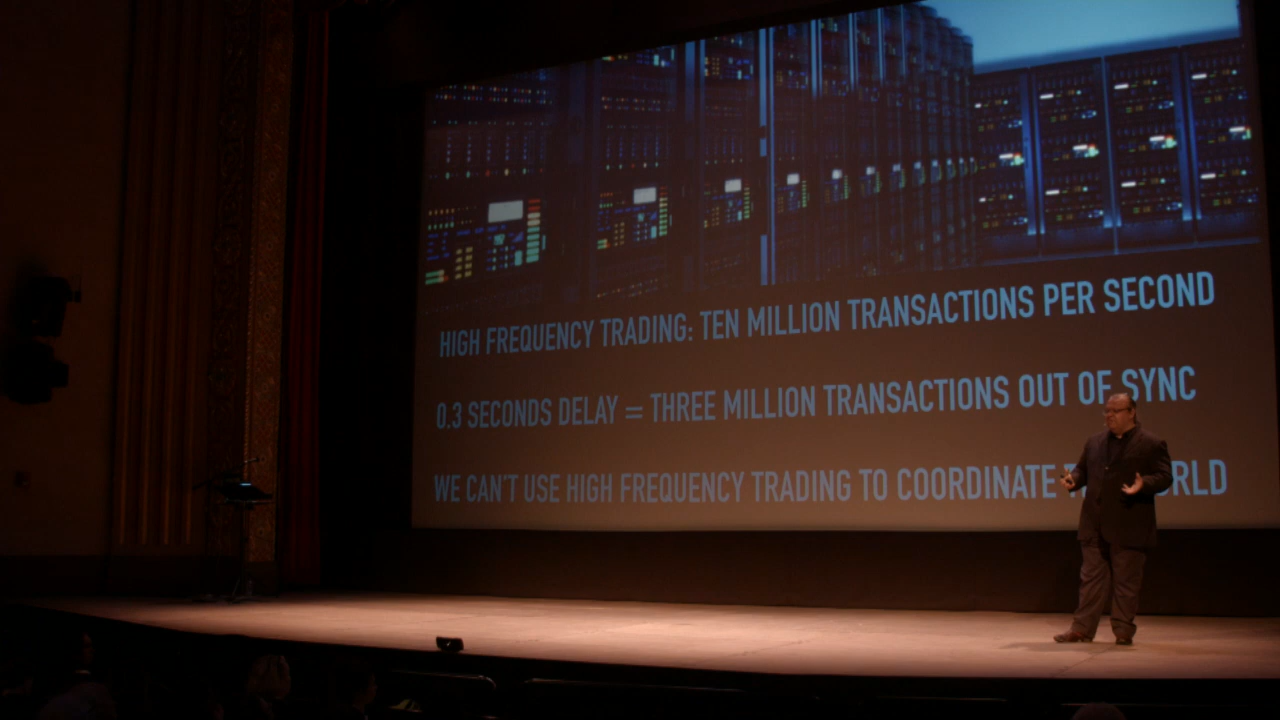 HIGH FREQUENCY TRADING: TEN MILLION TRANSACTIONS PER SECOND
0.3 SECONDS DELAY = THREE MILLION TRANSACTIONS OUT OF SYNC
WE CAN'T USE HIGH FREQUENCY TRADING TO COORDINATE